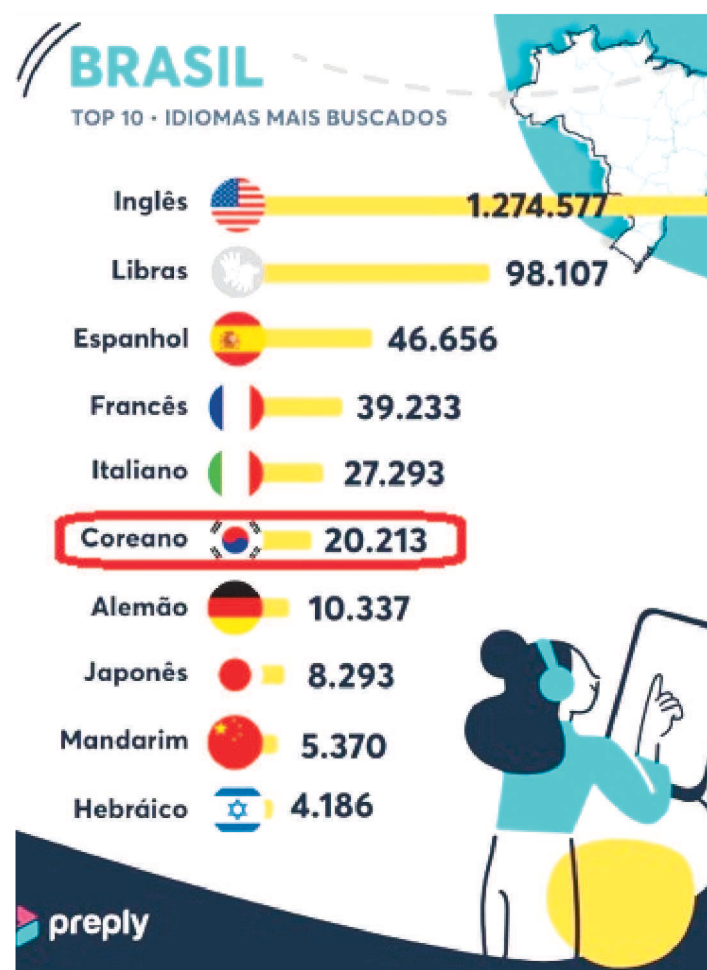 BRASIL
TOP 10 • IDIOMAS MAIS BUSCADOS
Inglês 1.274.577
Libras 98.107
Espanhol 46.656
Francês 39.233
Italiano 27.293
Coreano 20.213
Alemão 10.337
Japonês 8.293
Mandarim 5.370
Hebráico 4.186
preply